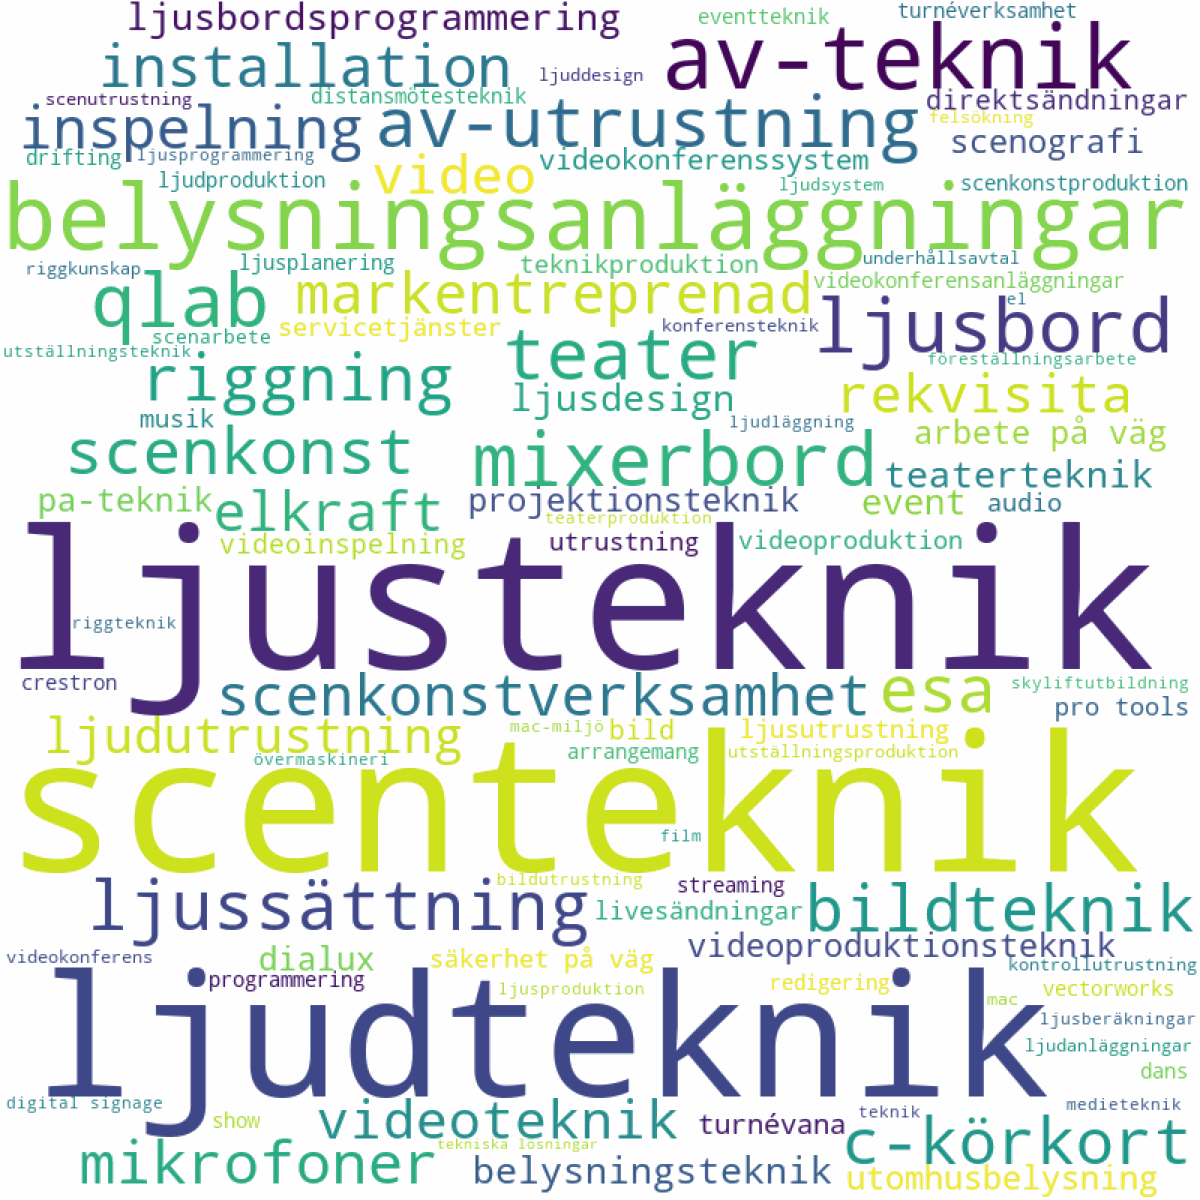 ljusbordsprogrammering
eventteknik
turnéverksamhet
installation
ljuddesign
av-teknik
scenutrustning
distansmötesteknik
direktsändningar
inspelning
av-utrustning
felsökning
scenografi
drifting
ljusprogrammering
videokonferenssystem
ljudproduktion
video
ljudsystem
scenkonstproduktion
belysningsanläggningar
riggkunskap
ljusplanering
teknikproduktion
underhållsavtal
videokonferensanläggningar
qlab
markentreprenad
el
ljusbord
servicetjänster
konferensteknik
scenarbete
utställningsteknik
teater
föreställningsarbete
riggning
ljusdesign
rekvisita
musik
ljudläggning
scenkonst
mixerbord
arbete på väg
teaterteknik
pa-teknik
elkraft
projektionsteknik
event
audio
teaterproduktion
videoinspelning
utrustning
videoproduktion
ljusteknik
riggteknik
crestron
scenkonstverksamhet
esa
skyliftutbildning
pro tools
ljudutrustning
mac-miljö
bild
ljusutrustning
övermaskineri
arrangemang
utställningsproduktion
scenteknik
film
bildutrustning
streaming
ljussättning
livesändningar
bildteknik
videokonferens
dialux
säkerhet på väg
videoproduktionsteknik
kontrollutrustning
programmering
ljusproduktion
redigering
vectorworks
ljudteknik
mac
ljusberäkningar
ljudanläggningar
dans
digital signage
show
videoteknik
turnévana
teknik
medieteknik
mikrofoner
tekniska losningar
belysningsteknik
c-körkort
utomhusbelysning